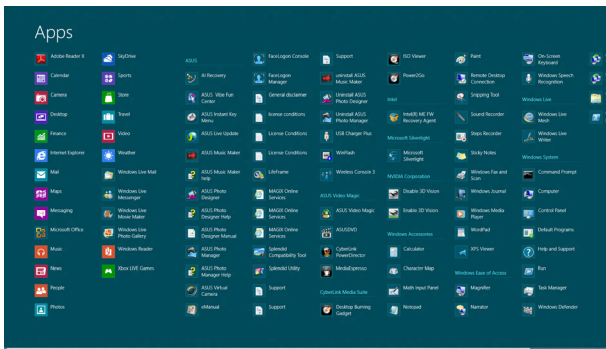 Apps
Adobe Reader X
Calendar
Camera
Desktop
Finance
Internet Explorer
Mail
Maps
Messaging
Microsoft Office
Music
News
People
Photos
SkyDrive
Sports
Store
Travel
Video
Weather
Windows Live Mail
Windows Live
Messenger
Windows Live
Movie Maker
Windows Live
Photo Gallery
Windows Reader
Xbox LIVE Games
ASUS
AI Recovery
ASUS Vibe Fun
Center
ASUS Instant Key
Menu
ASUS Live Update
ASUS Music Maker
ASUS Music Maker
help
ASUS Photo
Designer
ASUS Photo
Designer Help
ASUS Photo
Designer Manual
ASUS Photo
Manager
ASUS Photo
Manager Help
ASUS Virtual
Camera
eManual
FaceLogon Console
FaceLogon
Manager
General disclaimer
license conditions
License Conditions
License Conditions
LifeFrame
MAGIX Online
Services
MAGIX Online
Services
MAGIX Online
Services
Splendid
Compatibility Tool
Splendid Utility
Support
Support
Support
uninstall ASUS
Music Maker
Uninstall ASUS
Photo Designer
Uninstall ASUS
Photo Manager
USB Charger Plus
WinFlash
Wireless Console 3
ASUS Video Magic
ASUS Video Magic
ASUSDVD
CyberLink
PowerDirector
MediaEspresso
CyberLink Media Suite
Desktop Burning
Gadget
ISO Viewer
Power2Go
Intel
Intel(R) ME FW
Recovery Agent
Microsoft Silverlight
Microsoft
Silverlight
NVIDIA Corporation
Disable 3D Vision
Enable 3D Vision
Windows Accessories
Calculator
Character Map
Math Input Panel
Notepad
Paint
Remote Desktop
Connection
Snipping Tool
Sound Recorder
Steps Recorder
Sticky Notes
Windows Fax and
Scan
Windows Journal
Windows Media
Player
WordPad
XPS Viewer
Windows Ease of Access
Magnifier
Narrator
On-Screen
Keyboard
Windows Speech
Recognition
Windows Live
Windows Live
Mesh
Windows Live
Writer
Windows System
Command Prompt
Computer
Control Panel
Default Programs
Help and Support
Run
Task Manager
Windows Defender